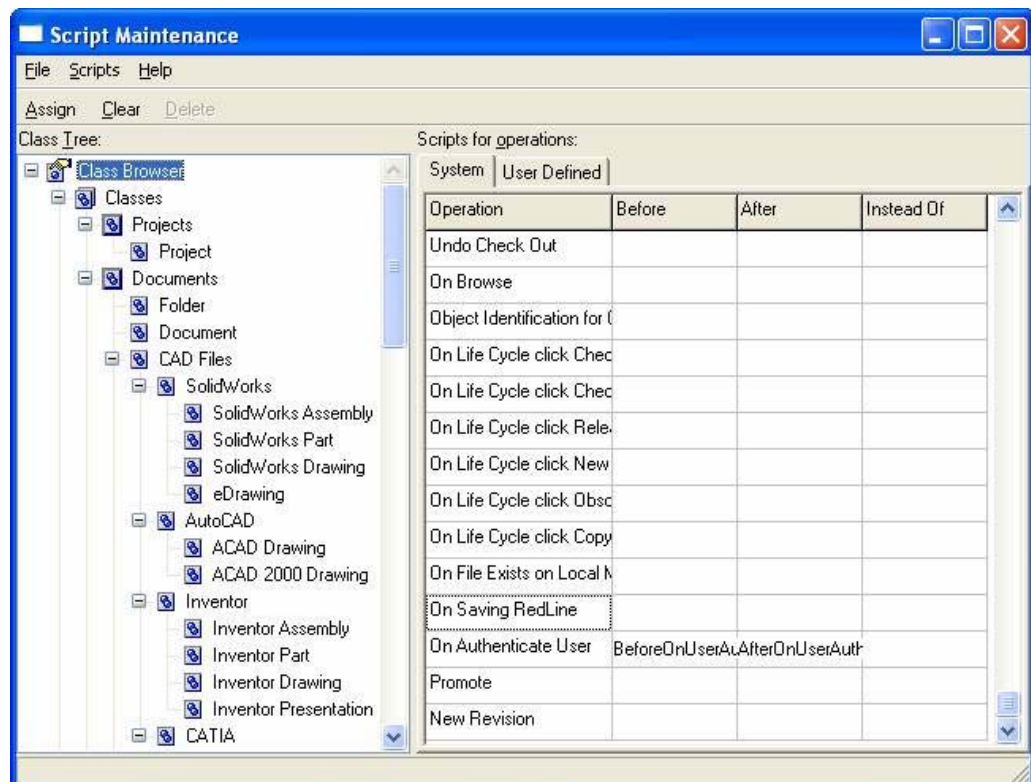 Script Maintenance
File Scripts Help
Assign Clear Delete
Class Tree:
Class Browser
Classes
Projects
Project
Documents
Folder
Document
CAD Files
SolidWorks
SolidWorks Assembly
SolidWorks Part
SolidWorks Drawing
eDrawing
AutoCAD
ACAD Drawing
ACAD 2000 Drawing
Inventor
Inventor Assembly
Inventor Part
Inventor Drawing
Inventor Presentation
CATIA
Scripts for operations:
System User Defined
Operation Before After Instead Of
Undo Check Out
On Browse
Object Identification for
On Life Cycle click Chec
On Life Cycle click Chec
On Life Cycle click Rele
On Life Cycle click New
On Life Cycle click Obsc
On Life Cycle click Copy
On File Exists on Local M
On Saving RedLine
On Authenticate User BeforeOnUserAu AfterOnUserAuth
Promote
New Revision